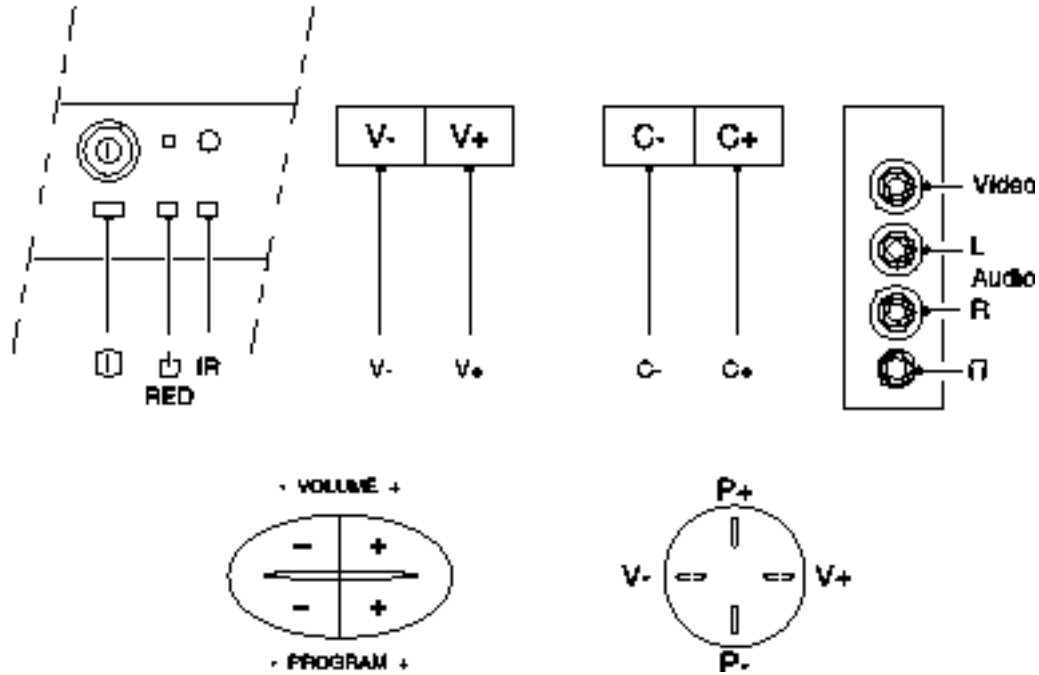 V- V+
C- C+
Video
L
Audio
R
IR
RED
V- V+
C- C+
- VOLUME +
- +
- +
- PROGRAM +
P+
V- V+
P-